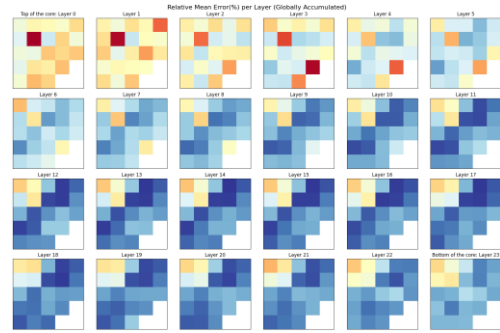 Relative Mean Error(%) per Layer (Globally Accumulated)
Top of the core: Layer 0
Layer 1
Layer 2
Layer 3
Layer 4
Layer 5
Layer 6
Layer 7
Layer 8
Layer 9
Layer 10
Layer 11
Layer 12
Layer 13
Layer 14
Layer 15
Layer 16
Layer 17
Layer 18
Layer 19
Layer 20
Layer 21
Layer 22
Bottom of the core: Layer 23